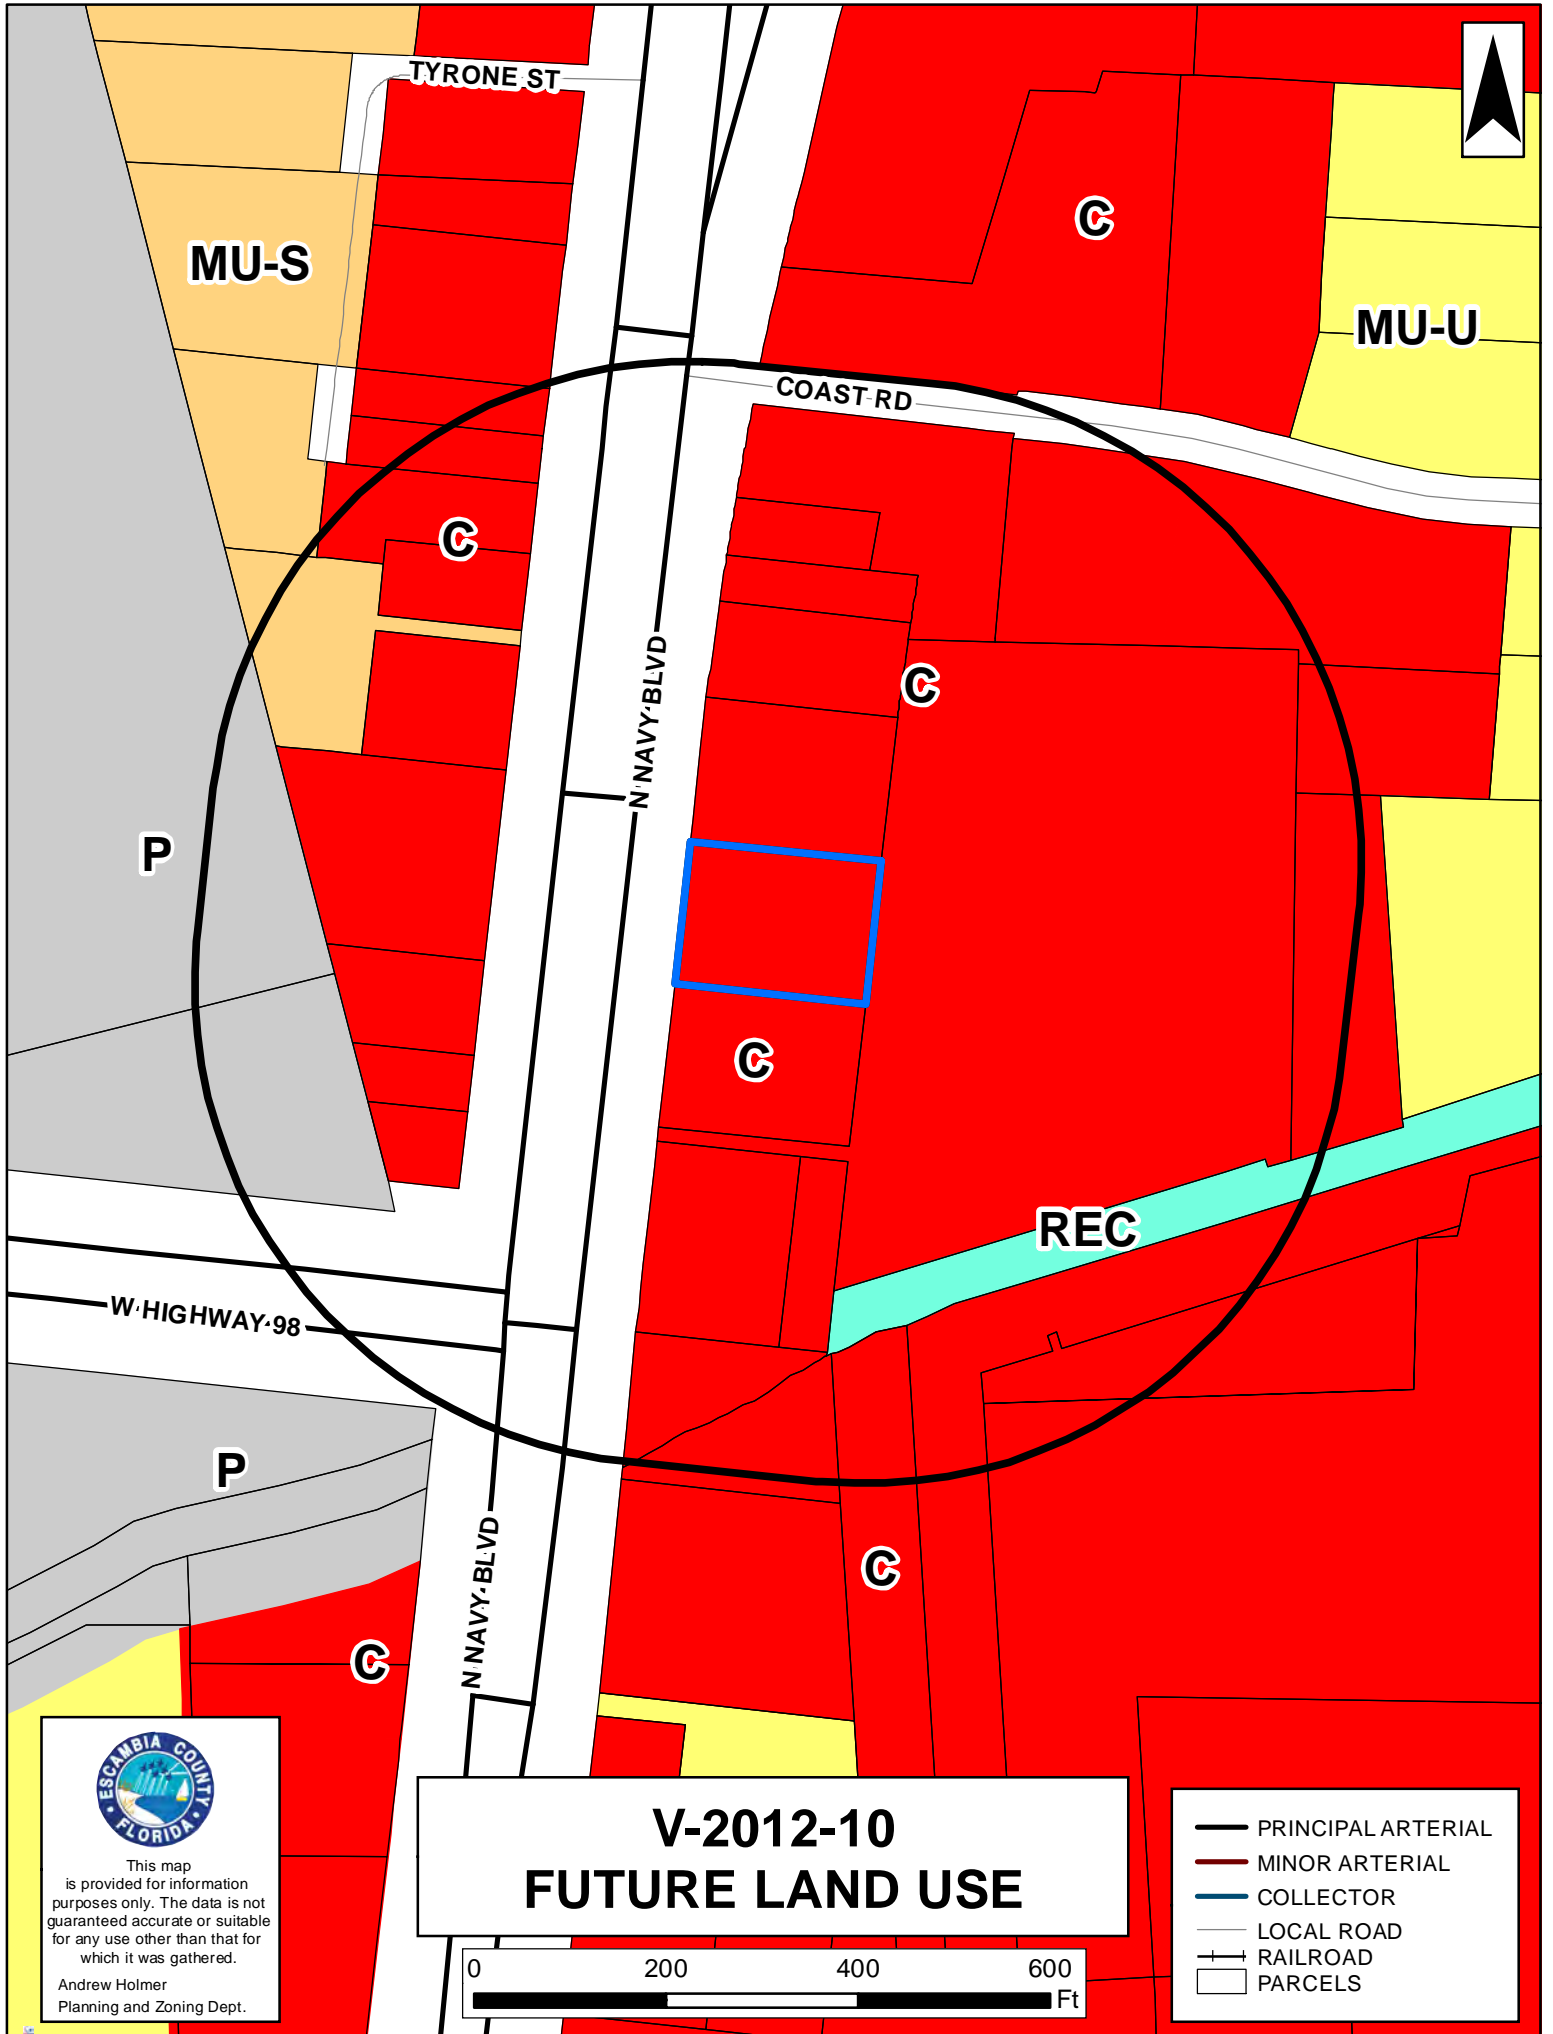 TYRONE ST
C
MU-S
MU-U
COAST RD
C
N NAVY BLVD
C
P
C
REC
W HIGHWAY 98
P
N NAVY BLVD
C
C
ESCAMBIA COUNTY
FLORIDA
This map
is provided for information
purposes only. The data is not
guaranteed accurate or suitable
for any use other than that for
which it was gathered.
Andrew Holmer
Planning and Zoning Dept.
V-2012-10
FUTURE LAND USE
0 200 400 600
Ft
PRINCIPAL ARTERIAL
MINOR ARTERIAL
COLLECTOR
LOCAL ROAD
RAILROAD
PARCELS